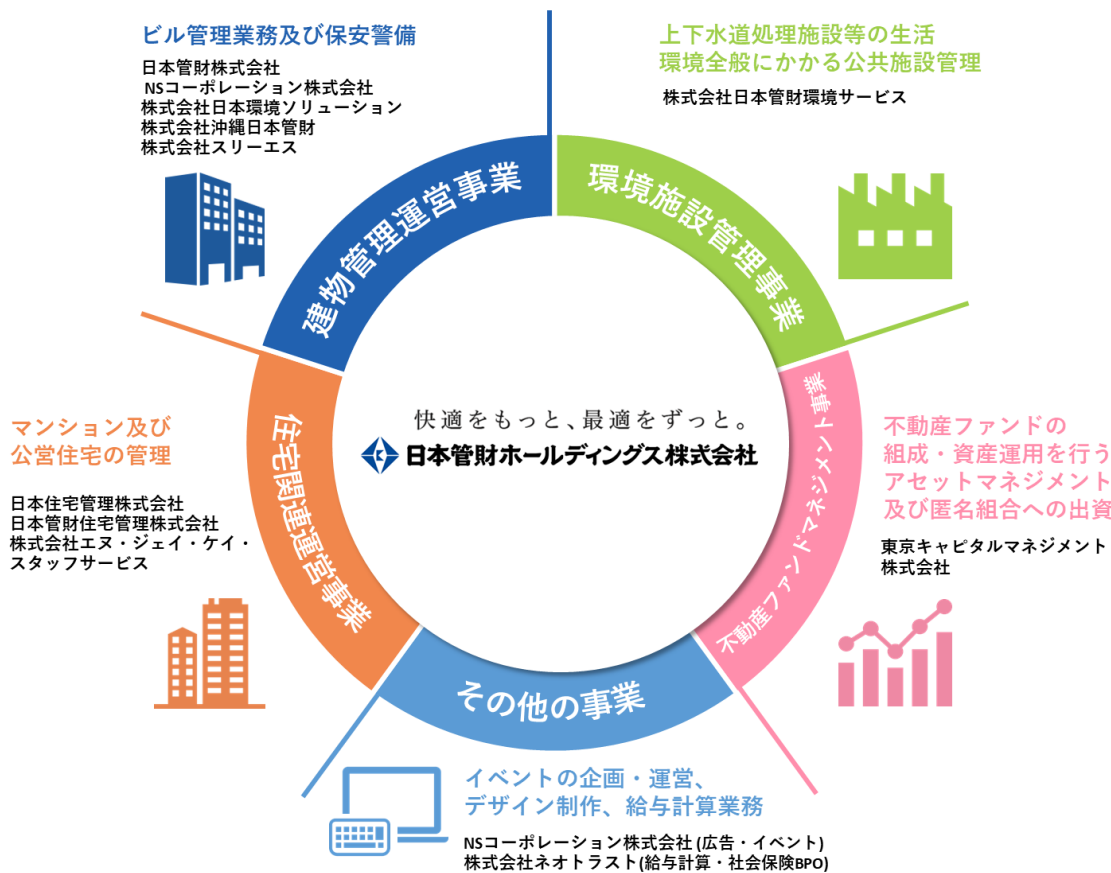 ビル管理業務及び保安警備
日本管財株式会社
NSコーポレーション株式会社
株式会社日本環境ソリューション
株式会社沖縄日本管財
株式会社スリーエス
上下水道処理施設等の生活
環境全般にかかる公共施設管理
株式会社日本管財環境サービス
建物管理運営事業
環境施設管理事業
快適をもっと、最適をずっと。
日本管財ホールディングス株式会社
マンション及び
公営住宅の管理
日本住宅管理株式会社
日本管財住宅管理株式会社
株式会社エヌ・ジェイ・ケイ・
スタッフサービス
住宅関連運営事業
不動産ファンドマネジメント事業
不動産ファンドの
組成・資産運用を行う
アセットマネジメント
及び匿名組合への出資
東京キャピタルマネジメント
株式会社
その他の事業
イベントの企画・運営、
デザイン制作、給与計算業務
NSコーポレーション株式会社 (広告・イベント)
株式会社ネオトラスト(給与計算・社会保険BPO)